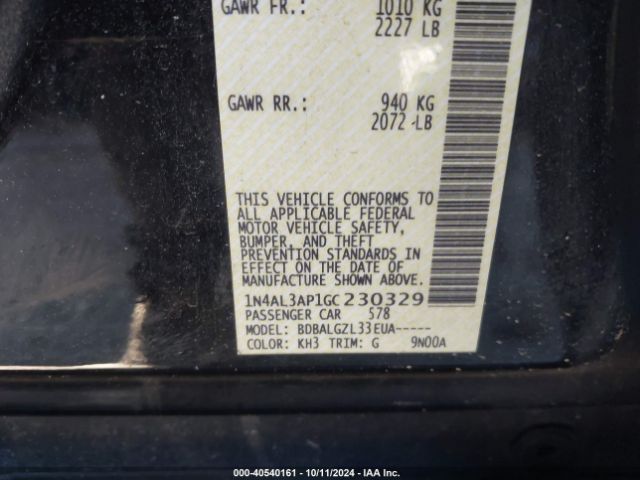 GAWR FR.: 1010 KG
2227 LB
GAWR RR.: 940 KG
2072 LB
THIS VEHICLE CONFORMS TO
ALL APPLICABLE FEDERAL
MOTOR VEHICLE SAFETY,
BUMPER, AND THEFT
PREVENTION STANDARDS IN
EFFECT ON THE DATE OF
MANUFACTURE SHOWN ABOVE.
1N4AL3AP1GC230329
PASSENGER CAR 578
MODEL: BDBALGZL33EUA-----
COLOR: KH3 TRIM: G 9N00A
000-40540161 - 10/11/2024 - IAA Inc.